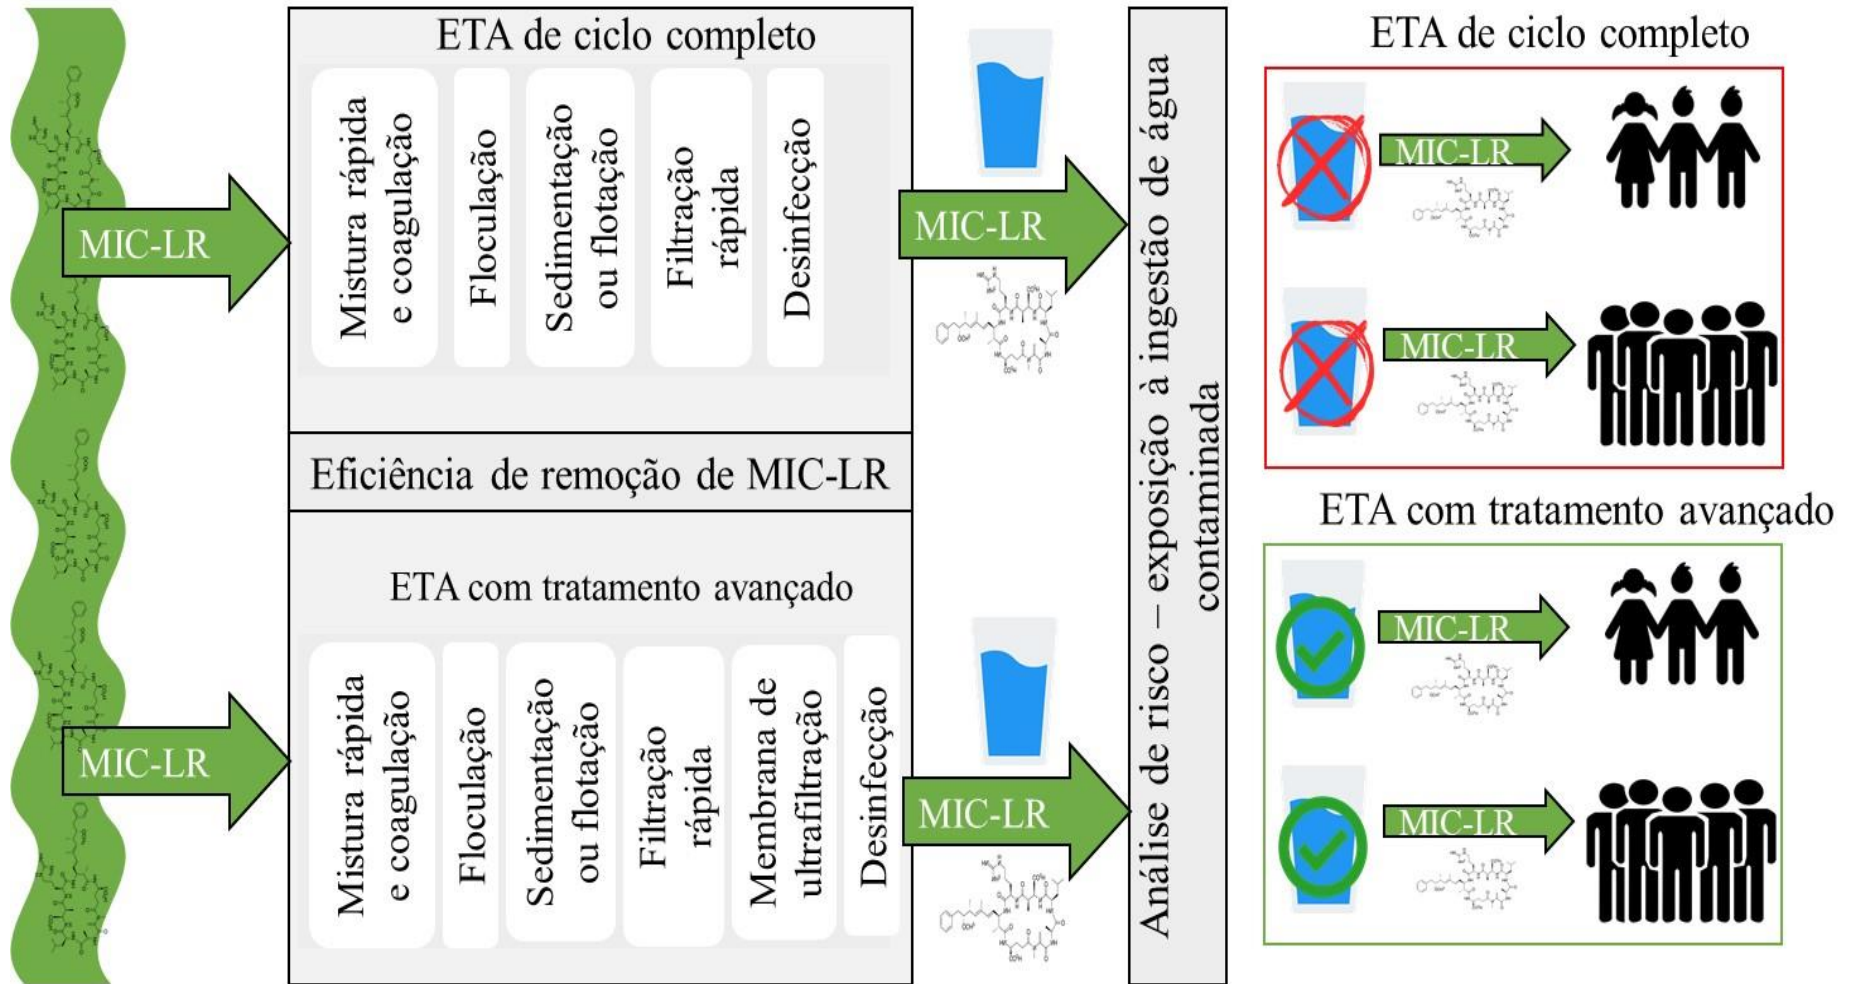 ETA de ciclo completo
MIC-LR
Mistura rápida
e coagulação
Floculação
Sedimentação
ou flotação
Filtração
rápida
Desinfecção
MIC-LR
Eficiência de remoção de MIC-LR
ETA com tratamento avançado
MIC-LR
Mistura rápida
e coagulação
Floculação
Sedimentação
ou flotação
Filtração
rápida
Membrana de
ultrafiltração
Desinfecção
MIC-LR
Análise de risco – exposição à ingestão de água
contaminada
ETA de ciclo completo
MIC-LR
MIC-LR
ETA com tratamento avançado
MIC-LR
MIC-LR